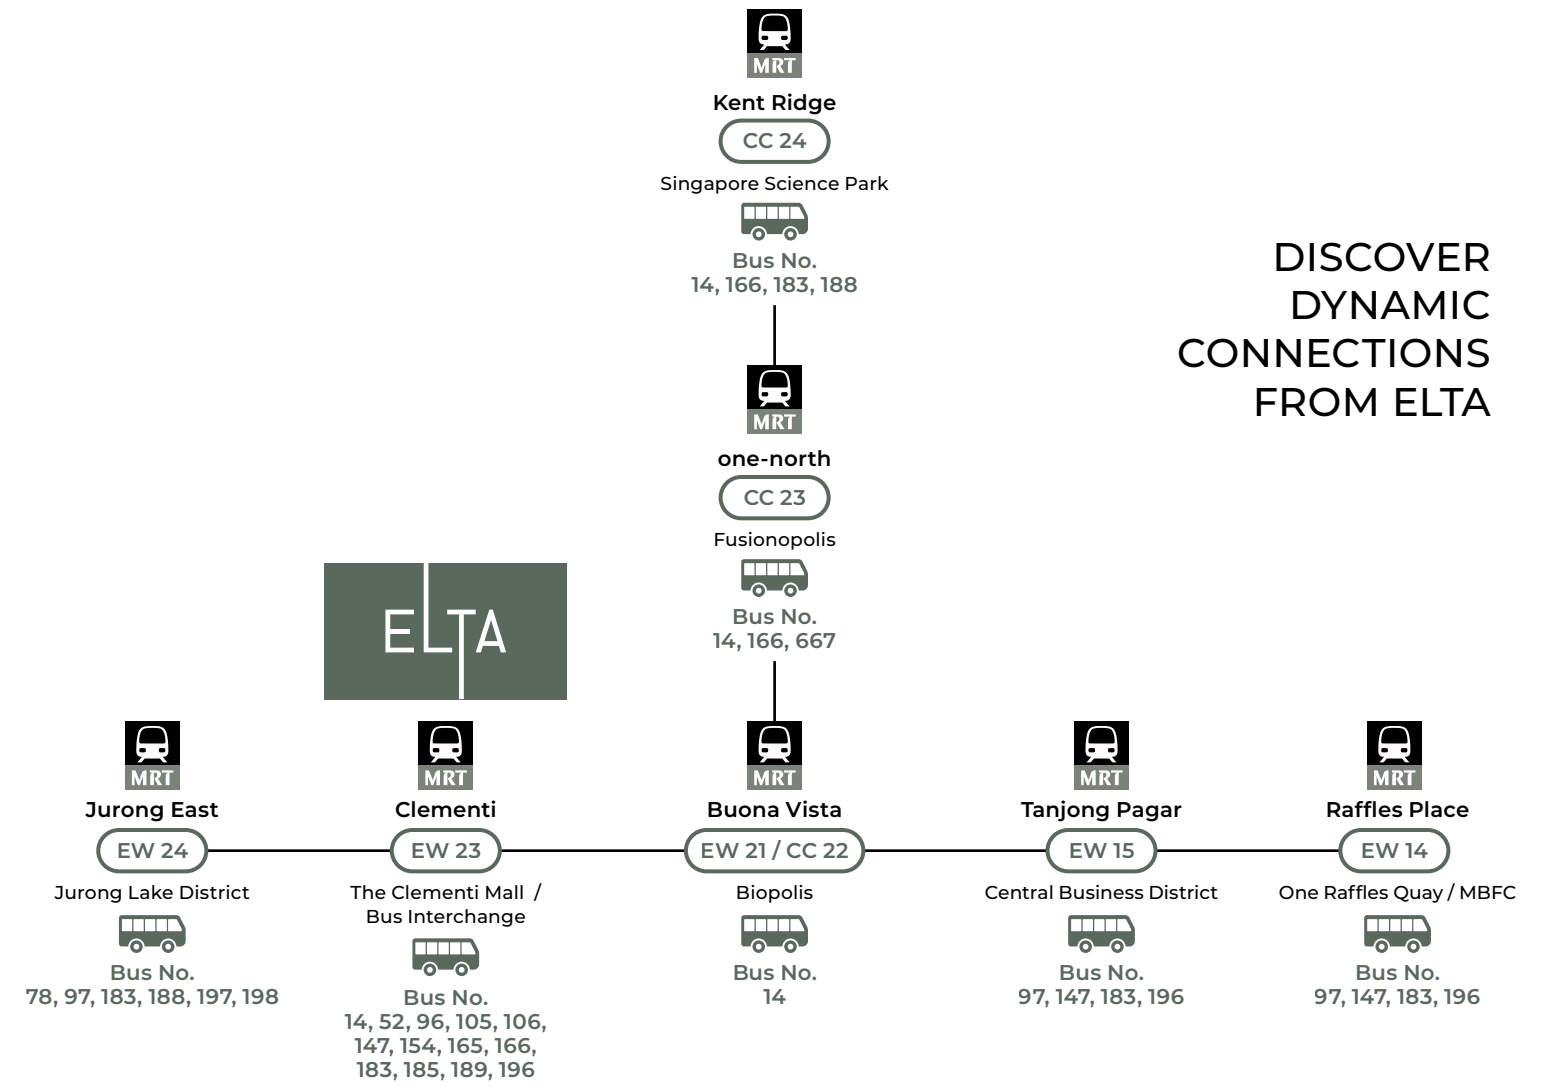 MRT
Kent Ridge
CC 24
Singapore Science Park
Bus No.
14, 166, 183, 188
DISCOVER
DYNAMIC
CONNECTIONS
FROM ELTA
MRT
one-north
CC 23
Fusionopolis
Bus No.
14, 166, 667
ELTA
MRT
Jurong East
EW 24
Jurong Lake District
Bus No.
78, 97, 183, 188, 197, 198
MRT
Clementi
EW 23
The Clementi Mall /
Bus Interchange
Bus No.
14, 52, 96, 105, 106,
147, 154, 165, 166,
183, 185, 189, 196
MRT
Buona Vista
EW 21 / CC 22
Biopolis
Bus No.
14
MRT
Tanjong Pagar
EW 15
Central Business District
Bus No.
97, 147, 183, 196
MRT
Raffles Place
EW 14
One Raffles Quay / MBFC
Bus No.
97, 147, 183, 196